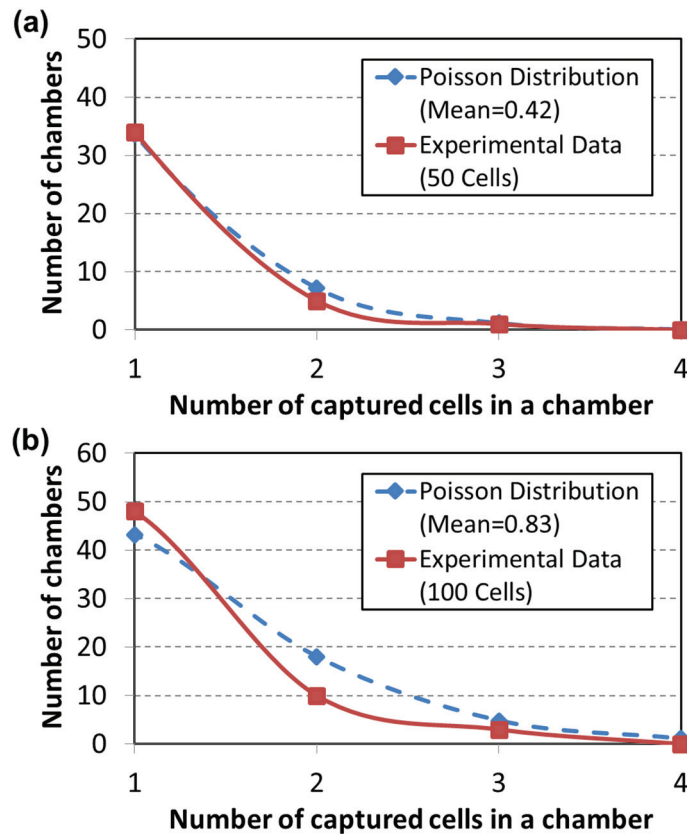 (a)
Number of chambers
50
40
30
20
10
0
Poisson Distribution
(Mean=0.42)
Experimental Data
(50 Cells)
1 2 3 4
Number of captured cells in a chamber
(b)
Number of chambers
60
50
40
30
20
10
0
Poisson Distribution
(Mean=0.83)
Experimental Data
(100 Cells)
1 2 3 4
Number of captured cells in a chamber